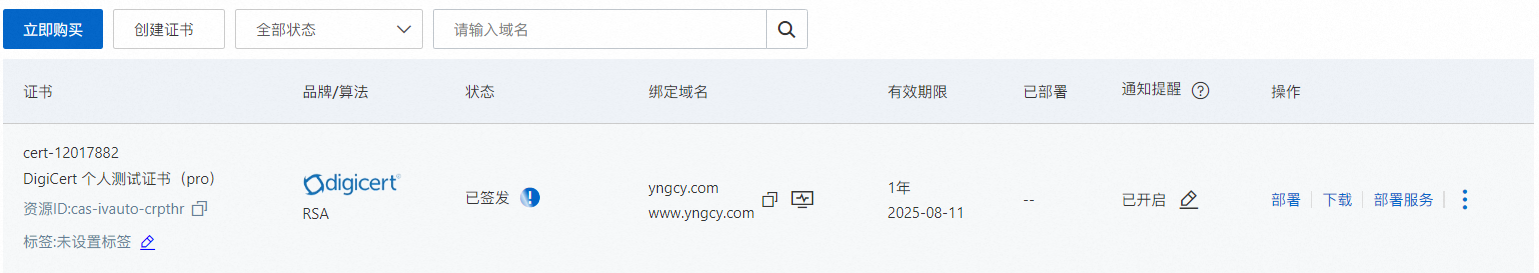 立即购买 创建证书 全部状态 请输入域名
证书 品牌/算法 状态 绑定域名 有效期限 已部署 通知提醒 ? 操作
cert-12017882
DigiCert 个人测试证书（pro）
资源ID:cas-ivauto-crpthr
标签:未设置标签
digicert®
RSA
已签发
yngcy.com
www.yngcy.com
1年
2025-08-11
--
已开启
部署 下载 部署服务